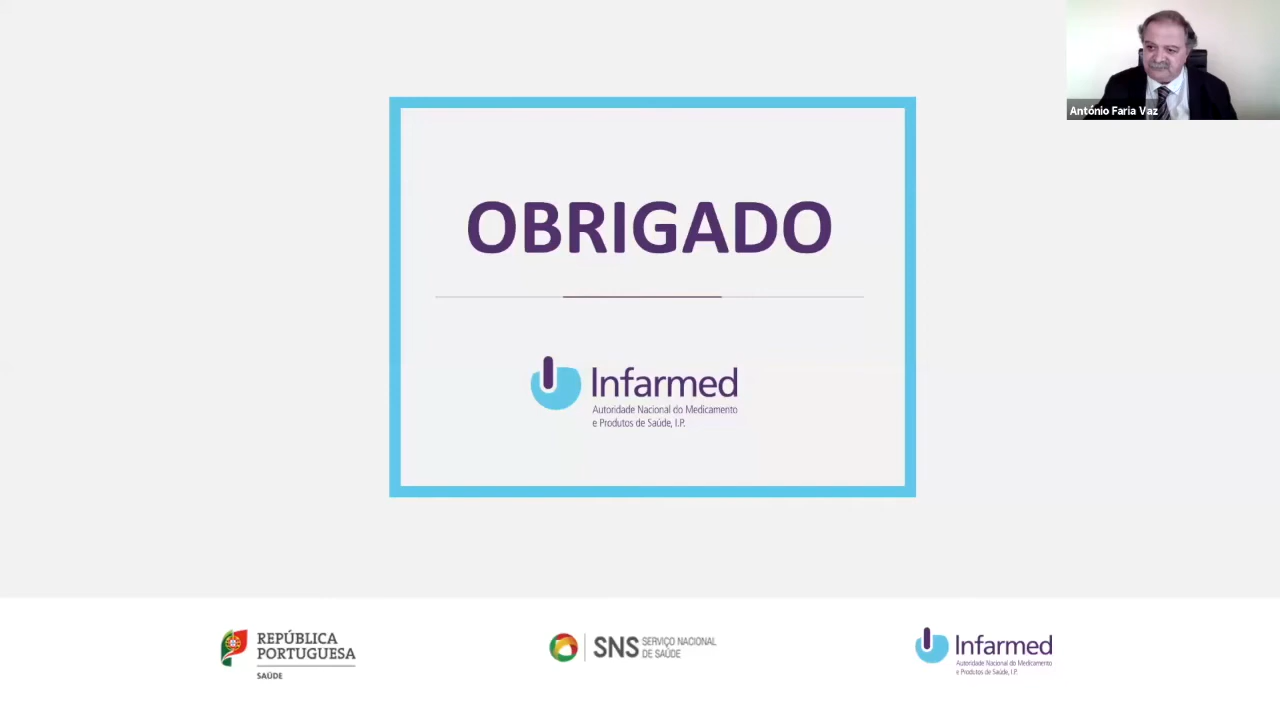 António Faria Vaz
OBRIGADO
Infarmed
Autoridade Nacional do Medicamento
e Produtos de Saúde, I.P.
REPÚBLICA
PORTUGUESA
SAÚDE
SNS SERVIÇO NACIONAL
DE SAÚDE
Infarmed
Autoridade Nacional do Medicamento
e Produtos de Saúde, I.P.